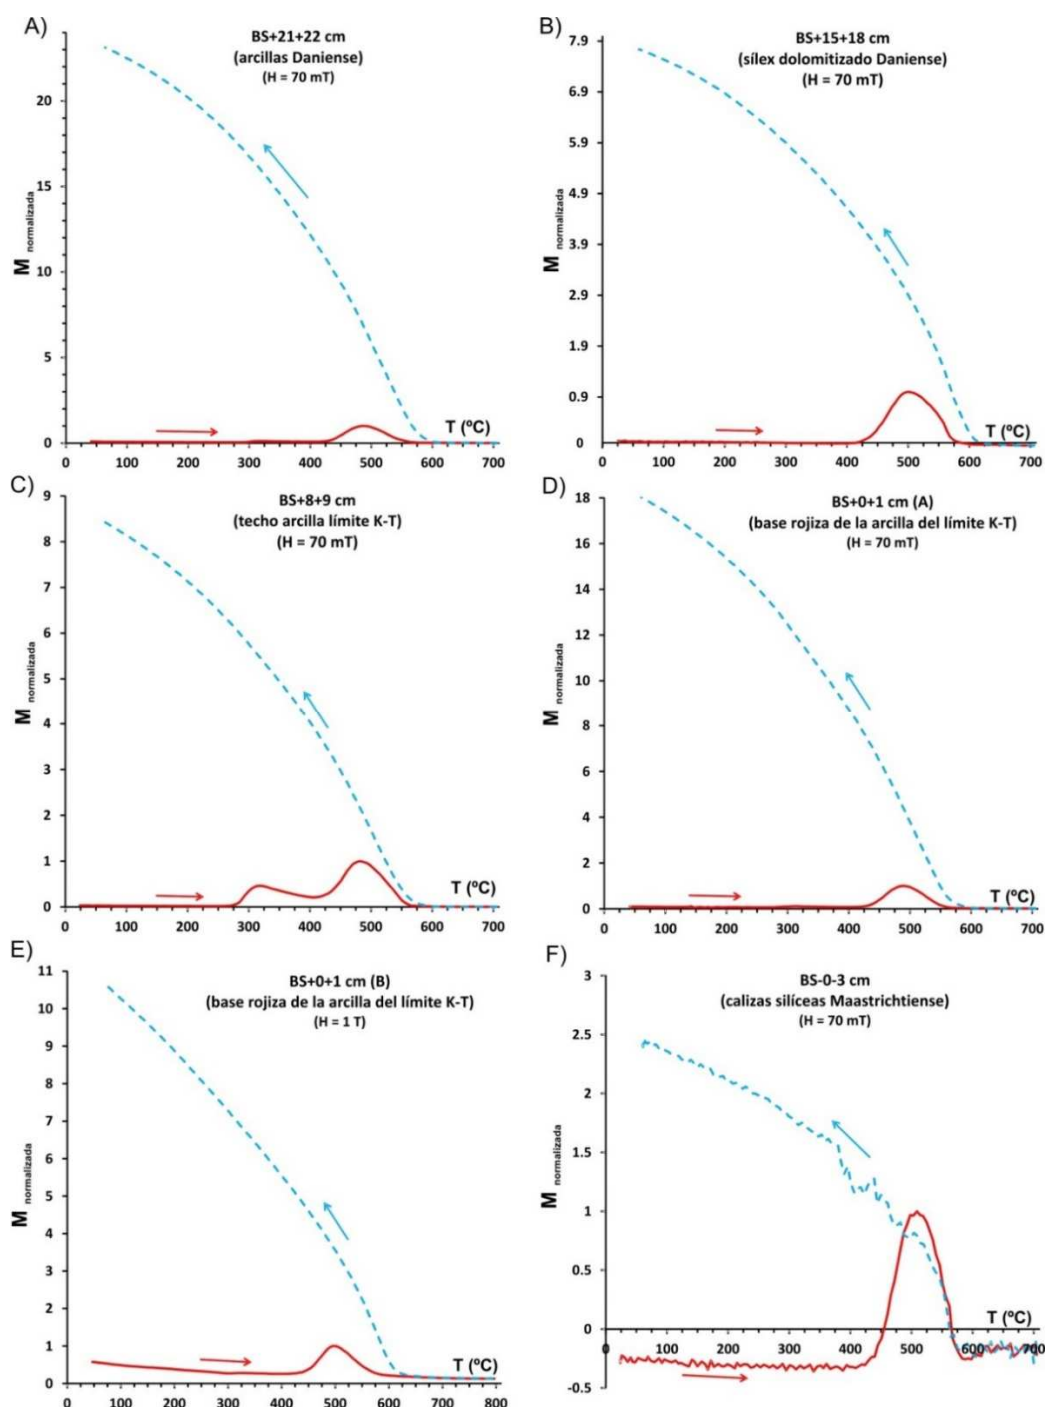 A)
BS+21+22 cm
(arcillas Daniense)
(H = 70 mT)
20
15
10
5
0
M normalizada
T (ºC)
0 100 200 300 400 500 600 700
B)
BS+15+18 cm
(sílex dolomitizado Daniense)
(H = 70 mT)
7.9
6.9
5.9
4.9
3.9
2.9
1.9
0.9
0
M normalizada
T (ºC)
0 100 200 300 400 500 600 700
C)
BS+8+9 cm
(techo arcilla límite K-T)
(H = 70 mT)
9
8
7
6
5
4
3
2
1
0
M normalizada
T (ºC)
0 100 200 300 400 500 600 700
D)
BS+0+1 cm (A)
(base rojiza de la arcilla del límite K-T)
(H = 70 mT)
18
16
14
12
10
8
6
4
2
0
M normalizada
T (ºC)
0 100 200 300 400 500 600 700
E)
BS+0+1 cm (B)
(base rojiza de la arcilla del límite K-T)
(H = 1 T)
11
10
9
8
7
6
5
4
3
2
1
0
M normalizada
T (ºC)
0 100 200 300 400 500 600 700 800
F)
BS-0-3 cm
(calizas silíceas Maastrichtiense)
(H = 70 mT)
3
2.5
2
1.5
1
0.5
0
-0.5
M normalizada
T (ºC)
0 100 200 300 400 500 600 700